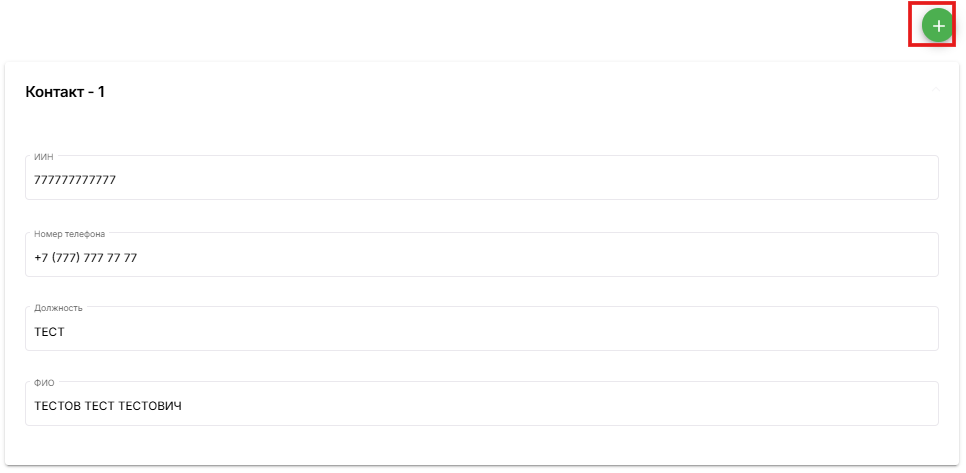 +
Контакт - 1
ИИН
777777777777
Номер телефона
+7 (777) 777 77 77
Должность
ТЕСТ
ФИО
ТЕСТОВ ТЕСТ ТЕСТОВИЧ